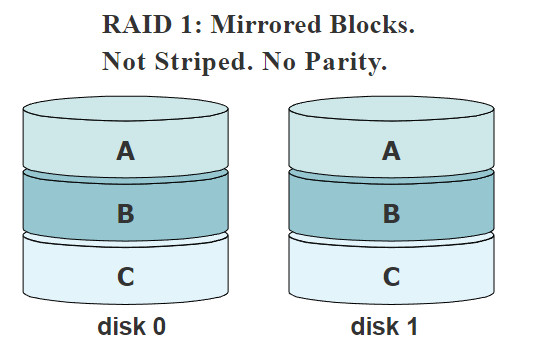 RAID 1: Mirrored Blocks.
Not Striped. No Parity.
A
A
B
B
C
C
disk 0
disk 1